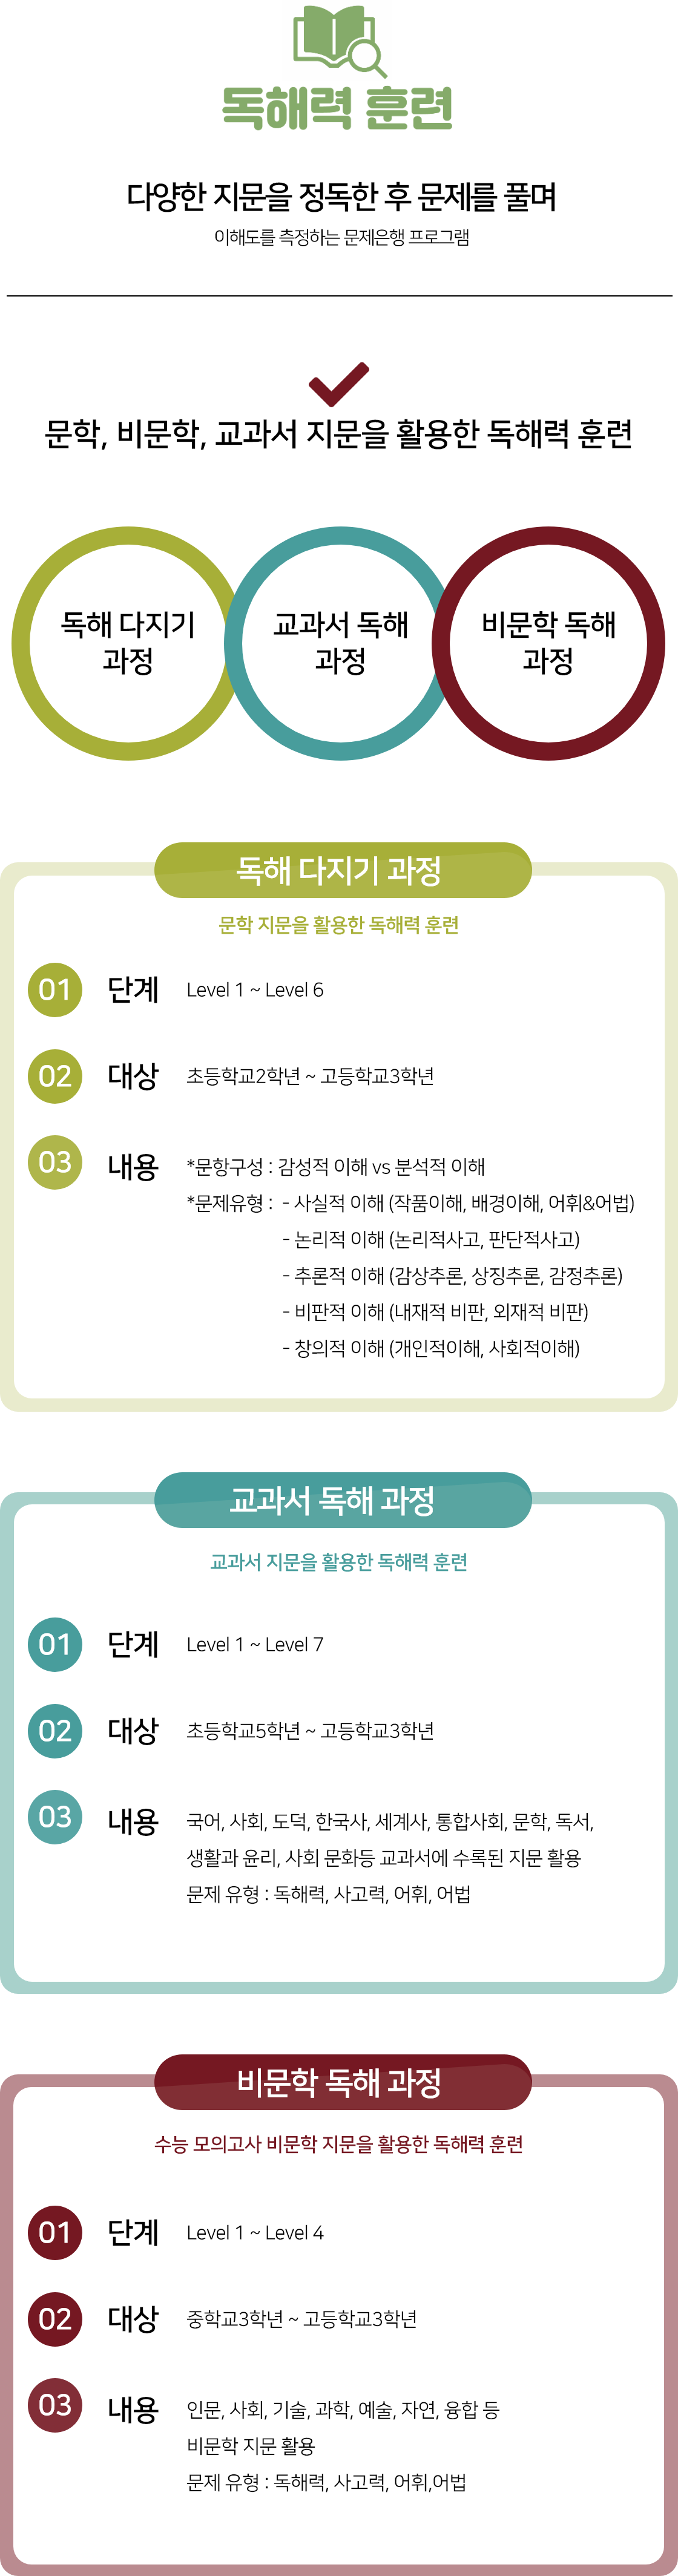 독해력 훈련
다양한 지문을 정독한 후 문제를 풀며
이해도를 측정하는 문제은행 프로그램
문학, 비문학, 교과서 지문을 활용한 독해력 훈련
독해 다지기
과정
교과서 독해
과정
비문학 독해
과정
독해 다지기 과정
문학 지문을 활용한 독해력 훈련
01 단계 Level 1 ~ Level 6
02 대상 초등학교2학년 ~ 고등학교3학년
03 내용 *문항구성 : 감성적 이해 vs 분석적 이해
*문제유형 : - 사실적 이해 (작품이해, 배경이해, 어휘&어법)
- 논리적 이해 (논리적사고, 판단적사고)
- 추론적 이해 (감상추론, 상징추론, 감정추론)
- 비판적 이해 (내재적 비판, 외재적 비판)
- 창의적 이해 (개인적이해, 사회적이해)
교과서 독해 과정
교과서 지문을 활용한 독해력 훈련
01 단계 Level 1 ~ Level 7
02 대상 초등학교5학년 ~ 고등학교3학년
03 내용 국어, 사회, 도덕, 한국사, 세계사, 통합사회, 문학, 독서,
생활과 윤리, 사회 문화등 교과서에 수록된 지문 활용
문제 유형 : 독해력, 사고력, 어휘, 어법
비문학 독해 과정
수능 모의고사 비문학 지문을 활용한 독해력 훈련
01 단계 Level 1 ~ Level 4
02 대상 중학교3학년 ~ 고등학교3학년
03 내용 인문, 사회, 기술, 과학, 예술, 자연, 융합 등
비문학 지문 활용
문제 유형 : 독해력, 사고력, 어휘,어법